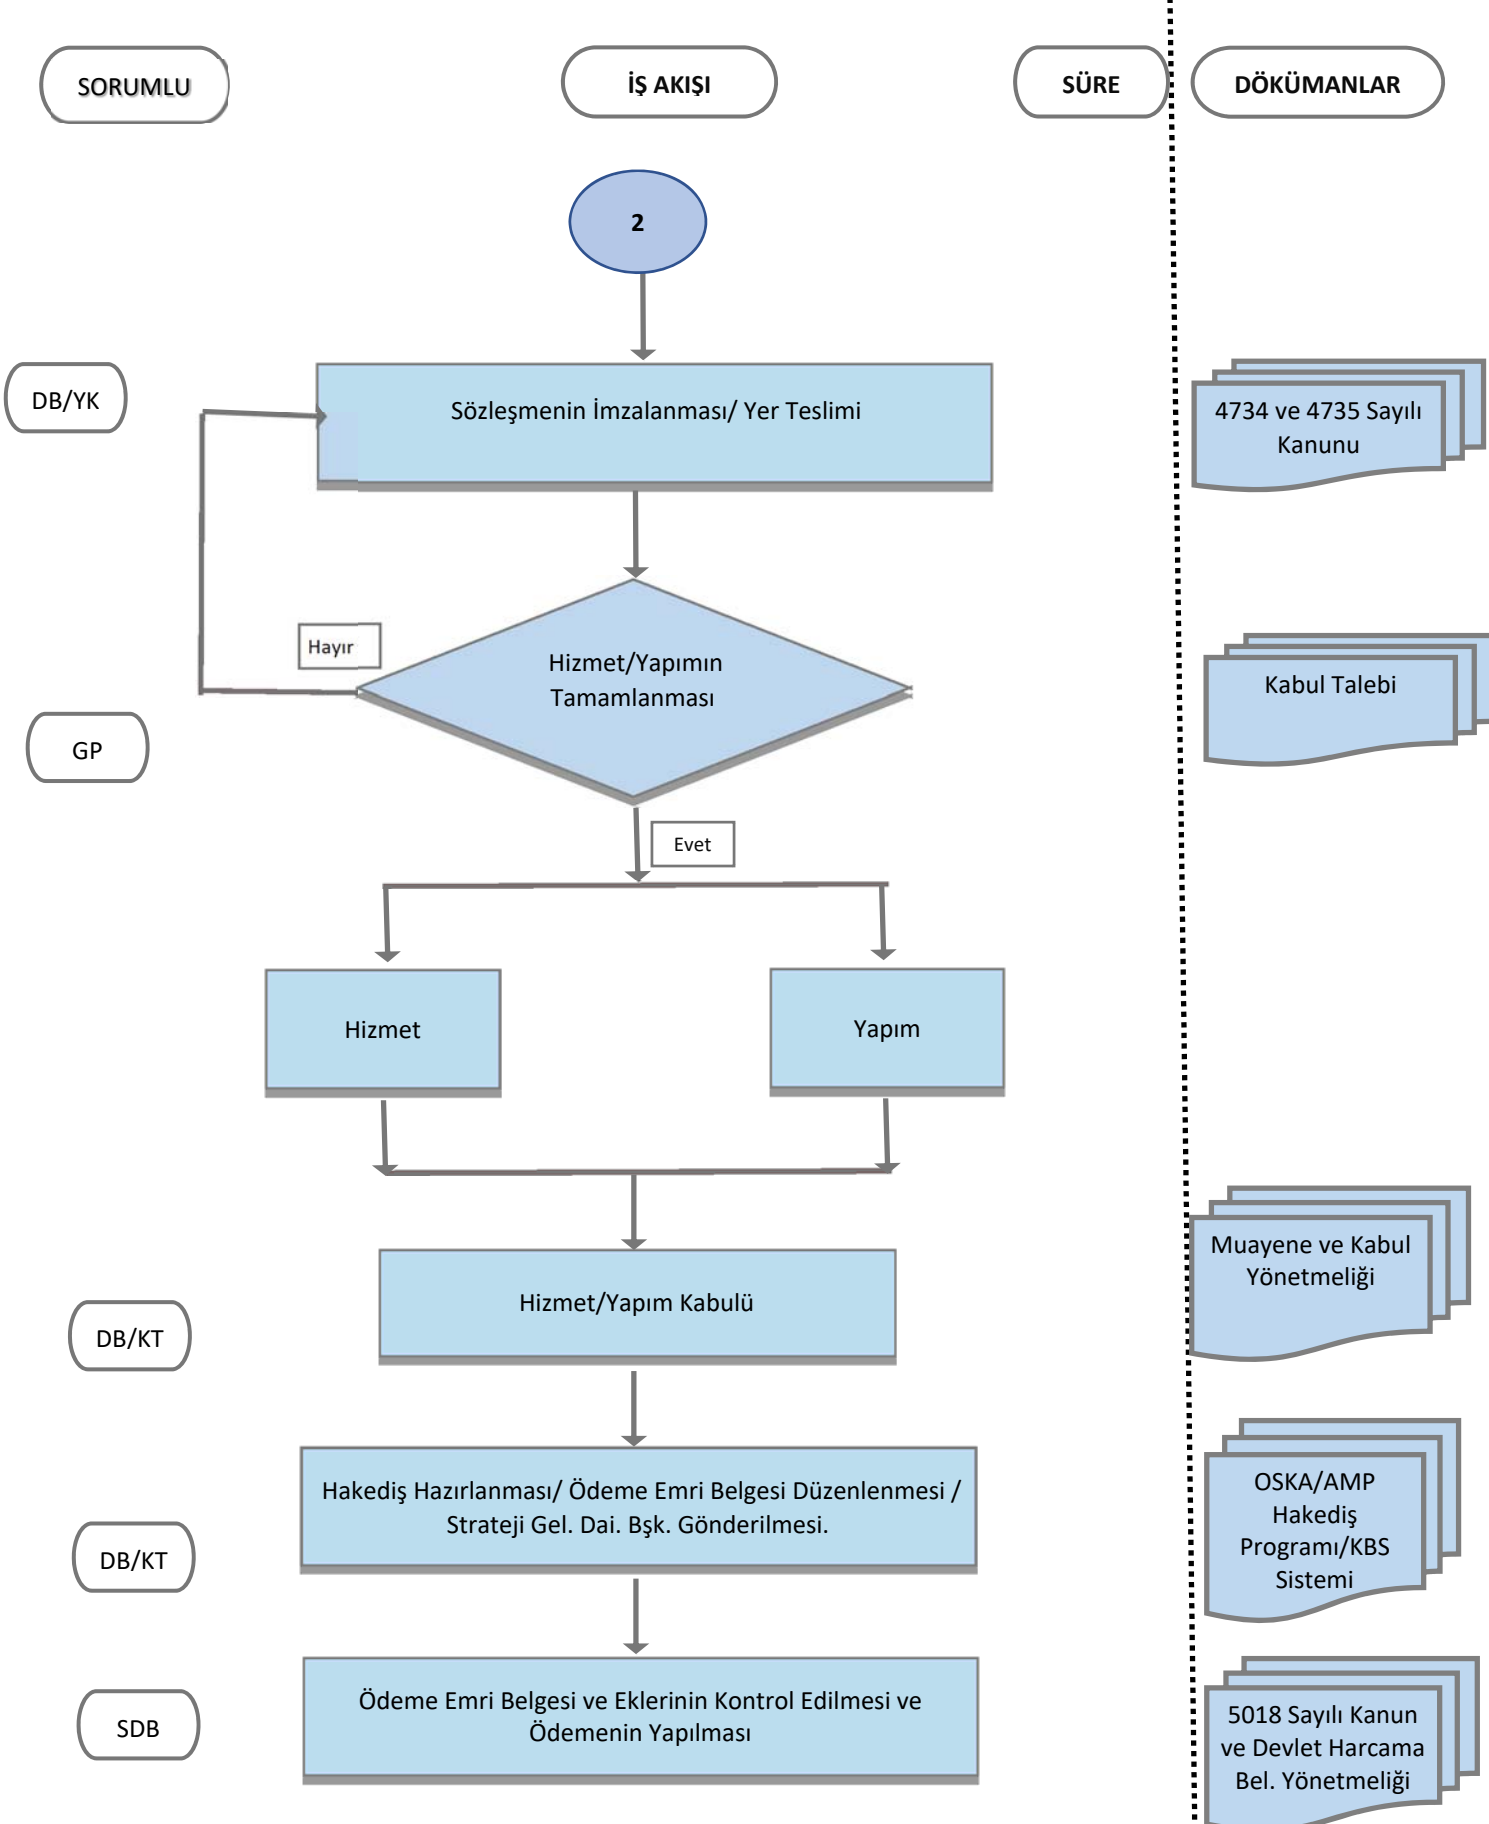 SORUMLU
İŞ AKIŞI
SÜRE
DÖKÜMANLAR
2
DB/YK
Sözleşmenin İmzalanması/ Yer Teslimi
4734 ve 4735 Sayılı
Kanunu
Hayır
Hizmet/Yapımın
Tamamlanması
Kabul Talebi
GP
Evet
Hizmet
Yapım
Muayene ve Kabul
Yönetmeliği
Hizmet/Yapım Kabulü
DB/KT
Hakediş Hazırlanması/ Ödeme Emri Belgesi Düzenlenmesi /
Strateji Gel. Dai. Bşk. Gönderilmesi.
OSKA/AMP
Hakediş
Programı/KBS
Sistemi
DB/KT
Ödeme Emri Belgesi ve Eklerinin Kontrol Edilmesi ve
Ödemenin Yapılması
SDB
5018 Sayılı Kanun
ve Devlet Harcama
Bel. Yönetmeliği